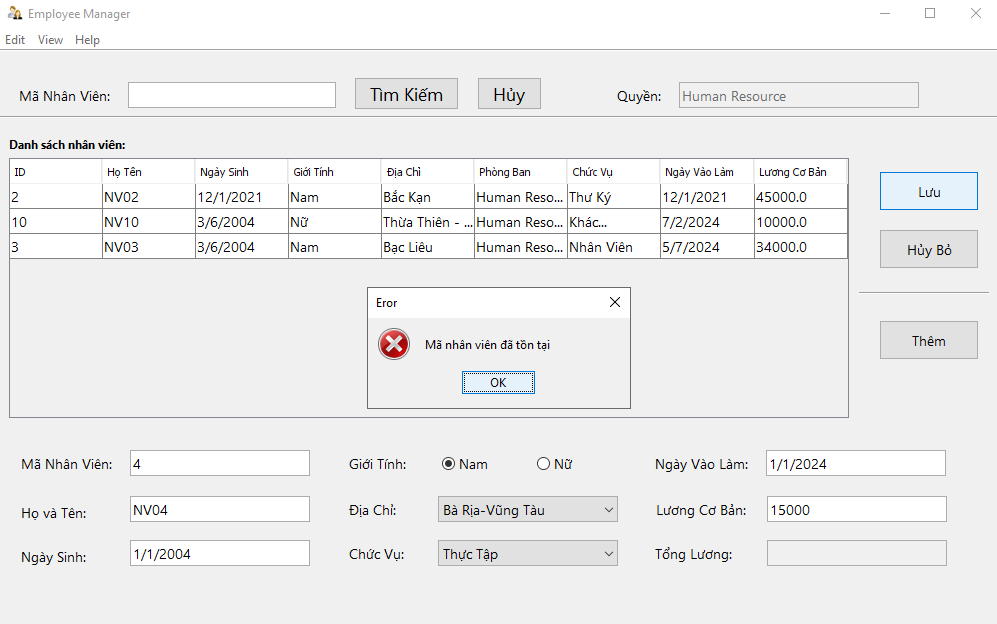 Employee Manager
Edit View Help
Mã Nhân Viên: Tìm Kiếm Hủy Quyền: Human Resource
Danh sách nhân viên:
ID Họ Tên Ngày Sinh Giới Tính Địa Chỉ Phòng Ban Chức Vụ Ngày Vào Làm Lương Cơ Bản
2 NV02 12/1/2021 Nam Bắc Kạn Human Reso... Thư Ký 12/1/2021 45000.0
10 NV10 3/6/2004 Nữ Thừa Thiên - ... Human Reso... Khác... 7/2/2024 10000.0
3 NV03 3/6/2004 Nam Bạc Liêu Human Reso... Nhân Viên 5/7/2024 34000.0
Lưu
Hủy Bỏ
Thêm
Eror
Mã nhân viên đã tồn tại
OK
Mã Nhân Viên: 4 Giới Tính: Nam Nữ Ngày Vào Làm: 1/1/2024
Họ và Tên: NV04 Địa Chỉ: Bà Rịa-Vũng Tàu Lương Cơ Bản: 15000
Ngày Sinh: 1/1/2004 Chức Vụ: Thực Tập Tổng Lương: